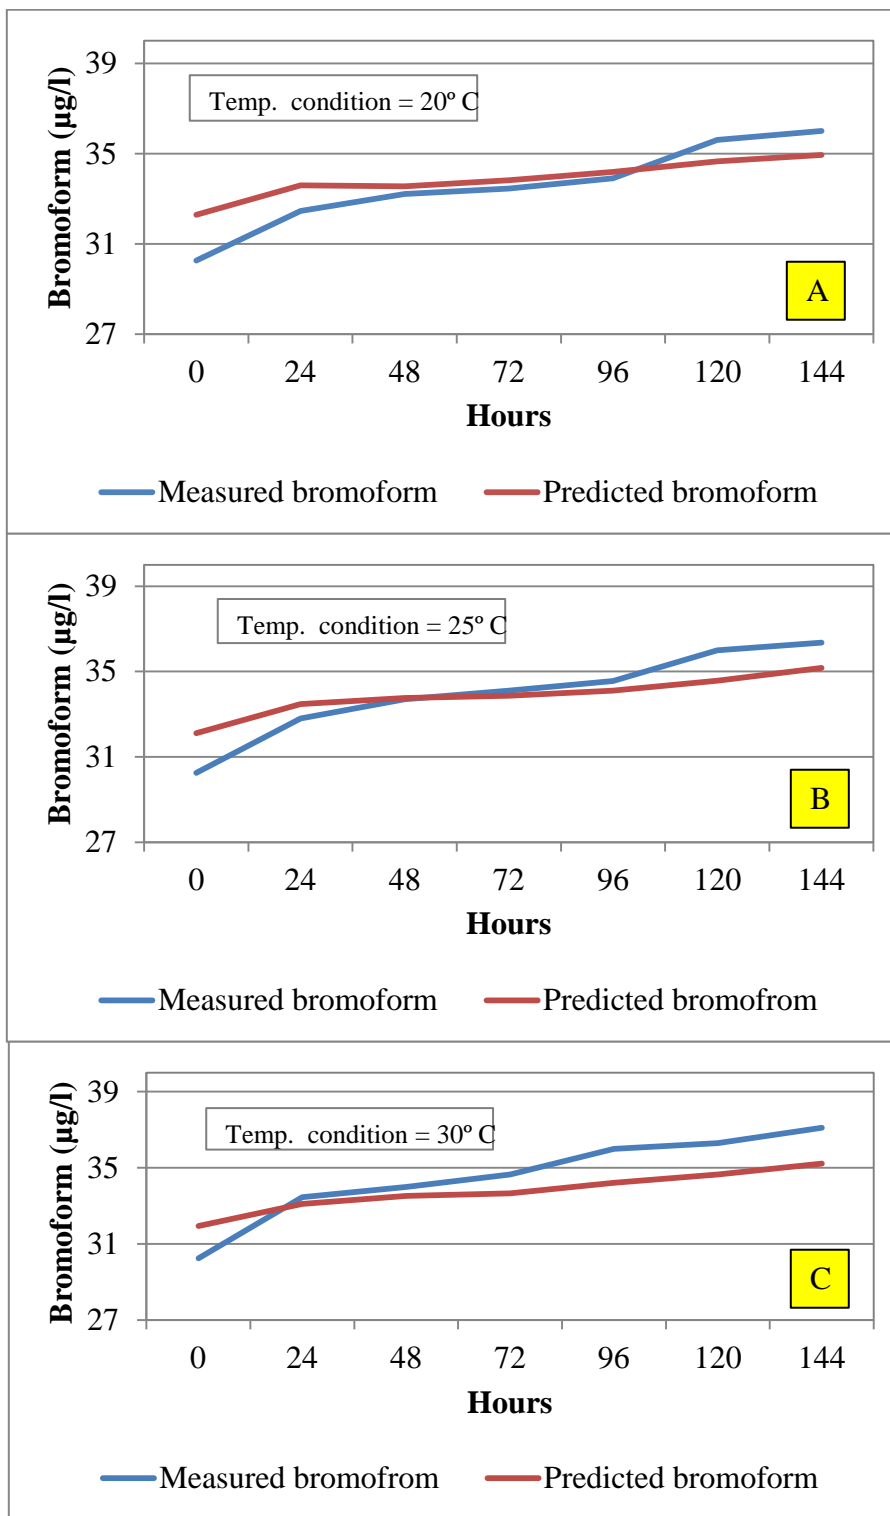 39
Temp. condition = 20º C
35
Bromoform (µg/l)
31
A
27
0 24 48 72 96 120 144
Hours
Measured bromoform Predicted bromoform
39
Temp. condition = 25º C
35
Bromoform (µg/l)
31
B
27
0 24 48 72 96 120 144
Hours
Measured bromoform Predicted bromofrom
39
Temp. condition = 30º C
35
Bromoform (µg/l)
31
C
27
0 24 48 72 96 120 144
Hours
Measured bromofrom Predicted bromoform